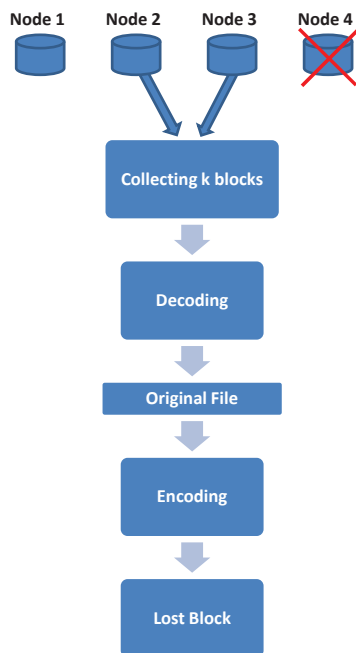 Node 1 Node 2 Node 3 Node 4
Collecting k blocks
Decoding
Original File
Encoding
Lost Block